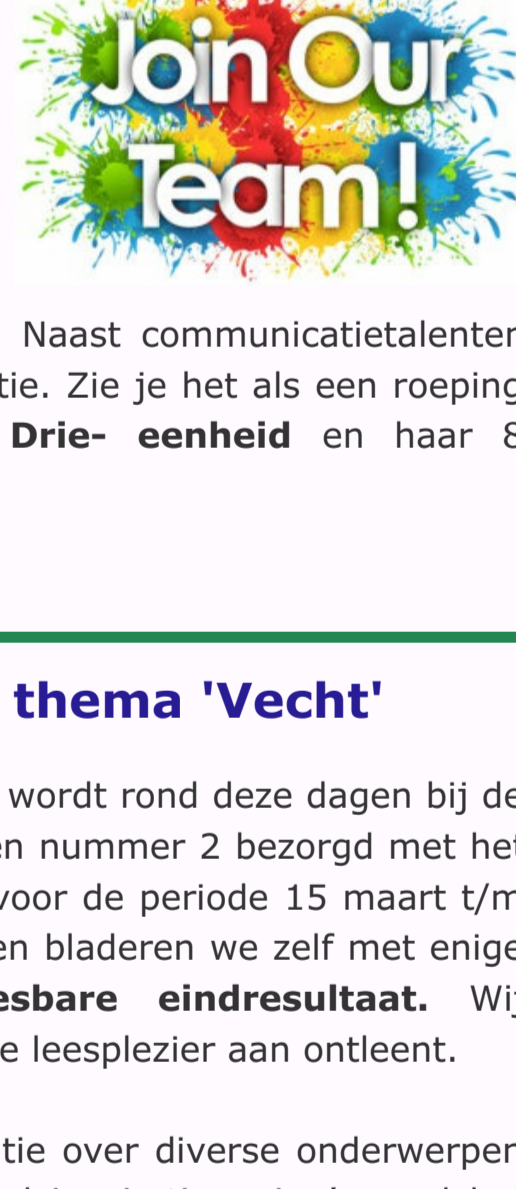 Join Our
Team!
Naast communicatietalenten
tie. Zie je het als een roeping
Drie- eenheid en haar 8
thema 'Vecht'
wordt rond deze dagen bij de
en nummer 2 bezorgd met het
voor de periode 15 maart t/m
en bladeren we zelf met enige
esbare eindresultaat. Wij
e leesplezier aan ontleent.
tie over diverse onderwerpen